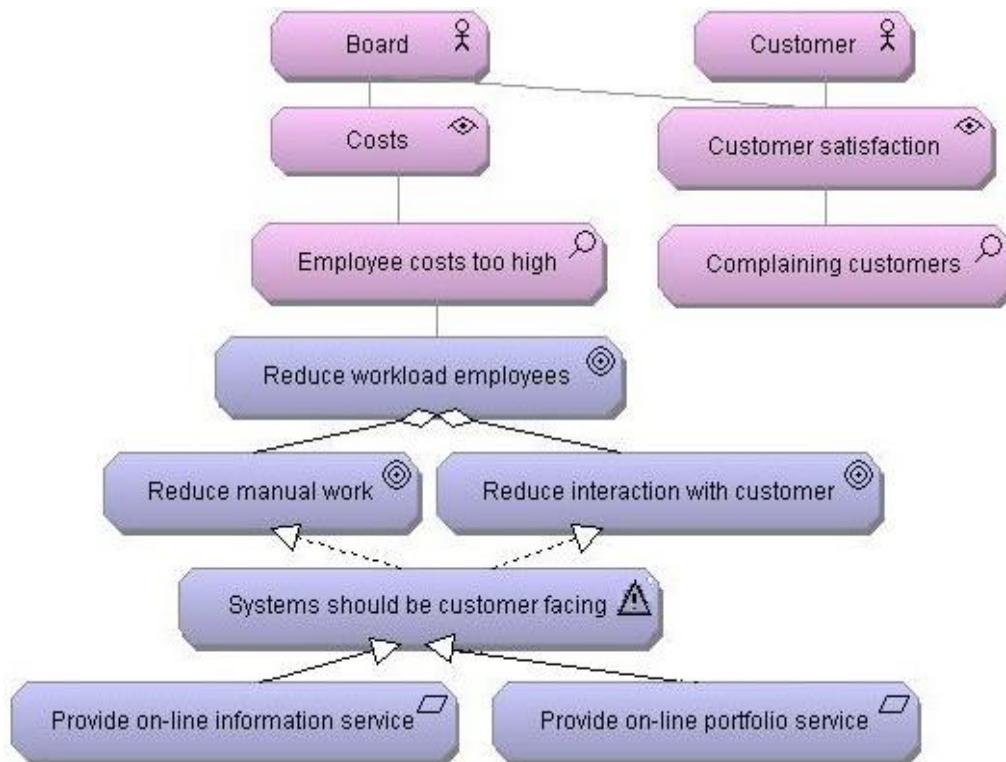 Board
Customer
Costs
Customer satisfaction
Employee costs too high
Complaining customers
Reduce workload employees
Reduce manual work
Reduce interaction with customer
Systems should be customer facing
Provide on-line information service
Provide on-line portfolio service